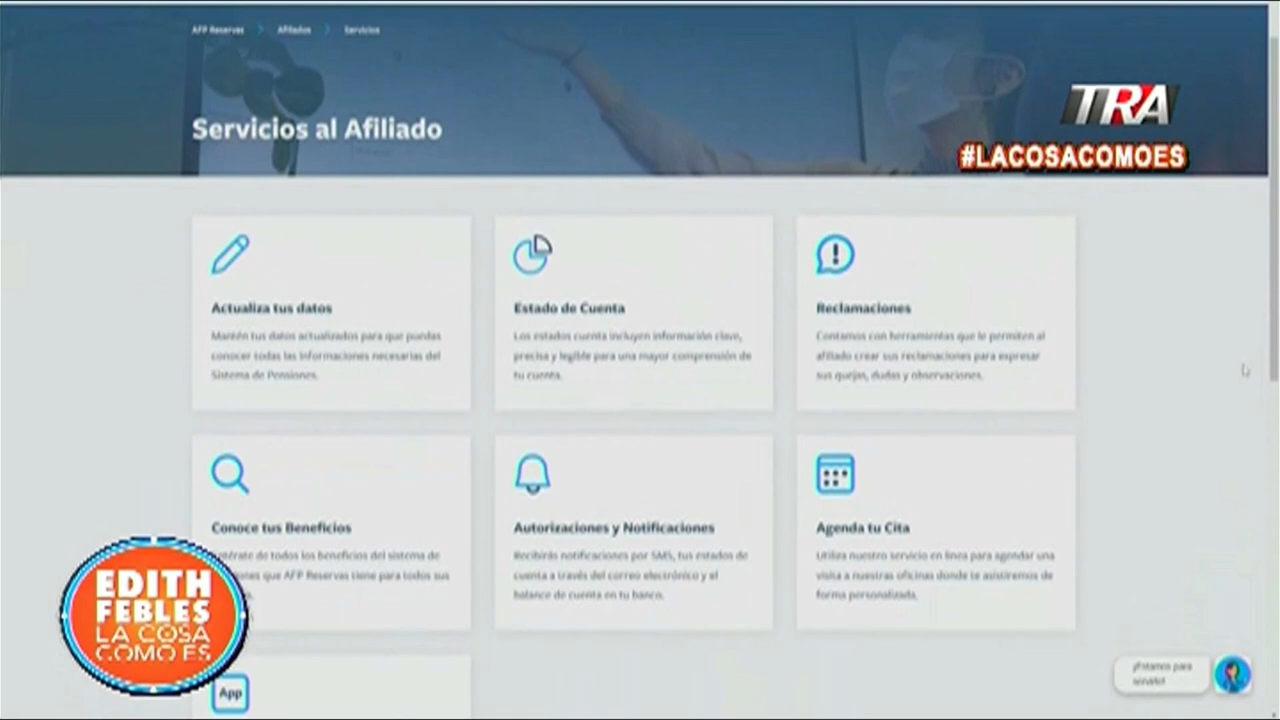 AFP Reservas > Afiliados > Servicios
TRA
#LACOSACOMOES
Servicios al Afiliado
Actualiza tus datos
Mantén tus datos actualizados para que puedas
conocer todas las informaciones necesarias del
Sistema de Pensiones.
Estado de Cuenta
Los estados cuenta incluyen información clave,
precisa y legible para una mayor comprensión de
tu cuenta.
Reclamaciones
Contamos con herramientas que le permiten al
afiliado crear sus reclamaciones para expresar
sus quejas, dudas y observaciones.
Conoce tus Beneficios
de todos los beneficios del sistema de
que AFP Reservas tiene para todos sus
Autorizaciones y Notificaciones
Recibirás notificaciones por SMS, tus estados de
cuenta a través del correo electrónico y el
balance de cuenta en tu banco.
Agenda tu Cita
Utiliza nuestro servicio en línea para agendar una
visita a nuestras oficinas donde te asistiremos de
forma personalizada.
EDITH
FEBLES
LA COSA
COMO ES
App
¡Estamos para
servirte!